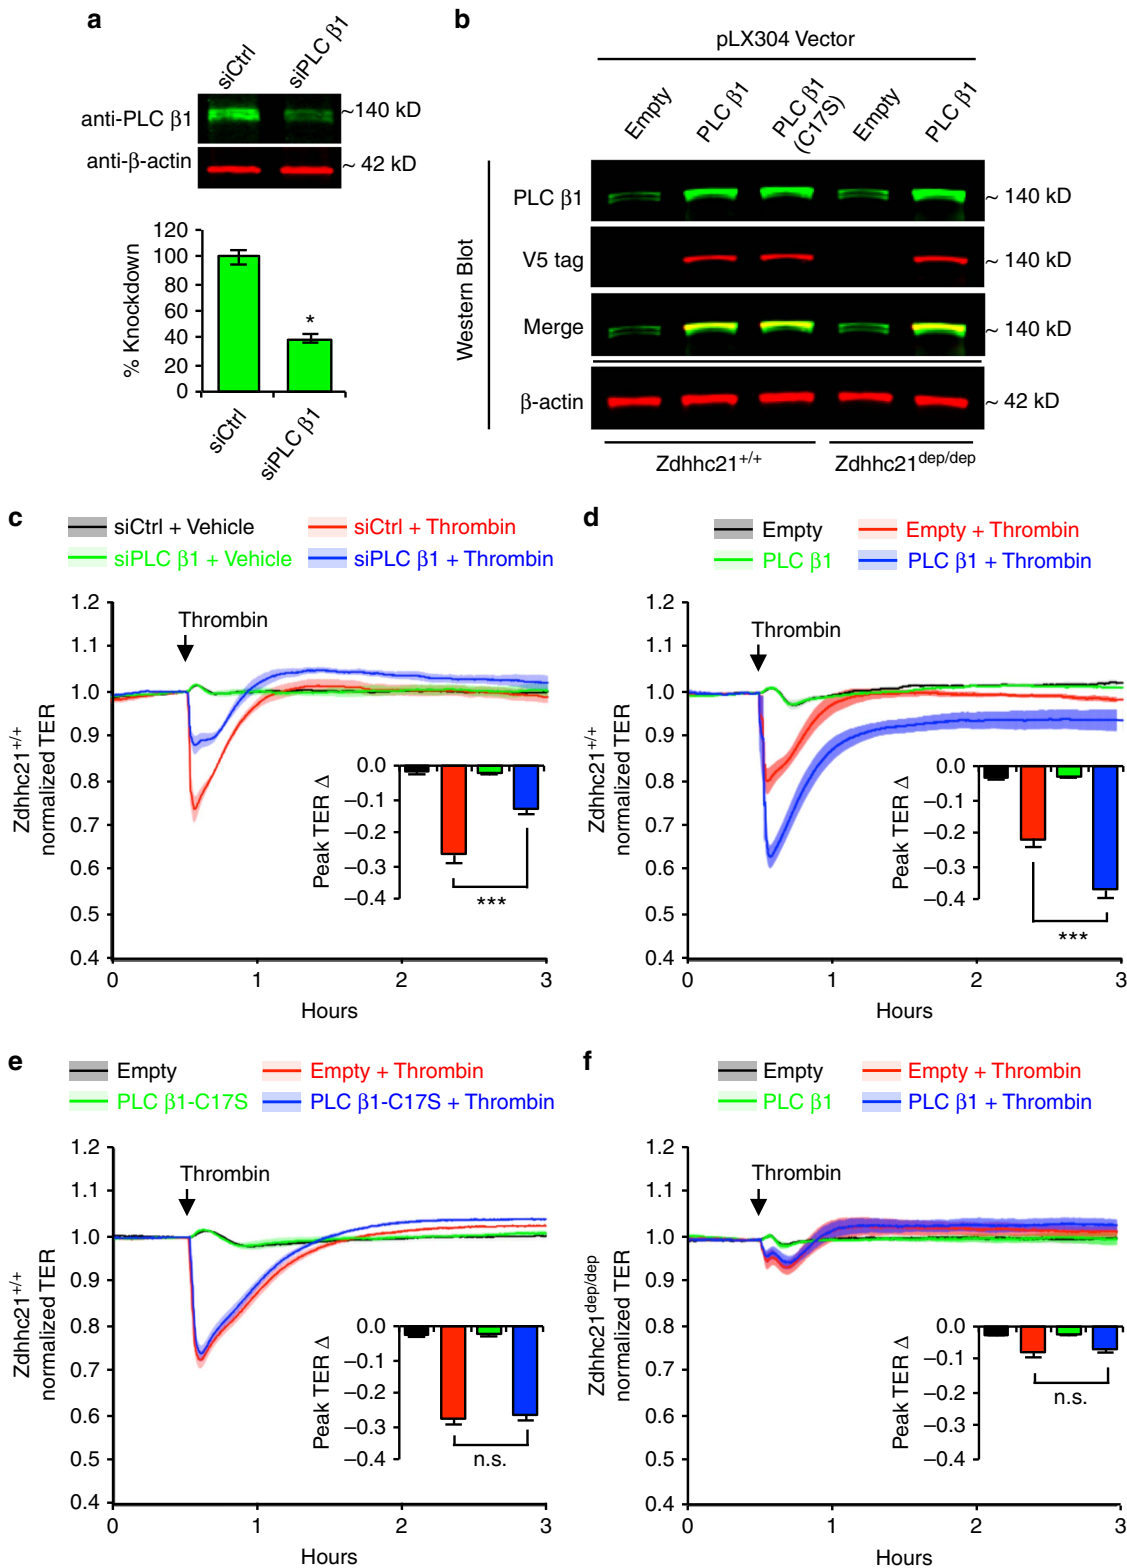 a
siCtrl
siPLC β1
anti-PLC β1
~140 kD
anti-β-actin
~ 42 kD
% Knockdown
120
100
80
60
40
20
0
*
siCtrl
siPLC β1
b
pLX304 Vector
Empty
PLC β1
PLC β1
(C17S)
Empty
PLC β1
Western Blot
PLC β1
~ 140 kD
V5 tag
~ 140 kD
Merge
~ 140 kD
β-actin
~ 42 kD
Zdhhc21+/+
Zdhhc21dep/dep
c
siCtrl + Vehicle
siCtrl + Thrombin
siPLC β1 + Vehicle
siPLC β1 + Thrombin
Zdhhc21+/+
normalized TER
1.2
1.1
1.0
0.9
0.8
0.7
0.6
0.5
0.4
Thrombin
Peak TER Δ
0.0
–0.1
–0.2
–0.3
–0.4
***
0
1
2
3
Hours
d
Empty
Empty + Thrombin
PLC β1
PLC β1 + Thrombin
Zdhhc21+/+
normalized TER
1.2
1.1
1.0
0.9
0.8
0.7
0.6
0.5
0.4
Thrombin
Peak TER Δ
0.0
–0.1
–0.2
–0.3
–0.4
***
0
1
2
3
Hours
e
Empty
Empty + Thrombin
PLC β1-C17S
PLC β1-C17S + Thrombin
Zdhhc21+/+
normalized TER
1.2
1.1
1.0
0.9
0.8
0.7
0.6
0.5
0.4
Thrombin
Peak TER Δ
0.0
–0.1
–0.2
–0.3
–0.4
n.s.
0
1
2
3
Hours
f
Empty
Empty + Thrombin
PLC β1
PLC β1 + Thrombin
Zdhhc21dep/dep
normalized TER
1.2
1.1
1.0
0.9
0.8
0.7
0.6
0.5
0.4
Thrombin
Peak TER Δ
0.0
–0.1
–0.2
–0.3
–0.4
n.s.
0
1
2
3
Hours